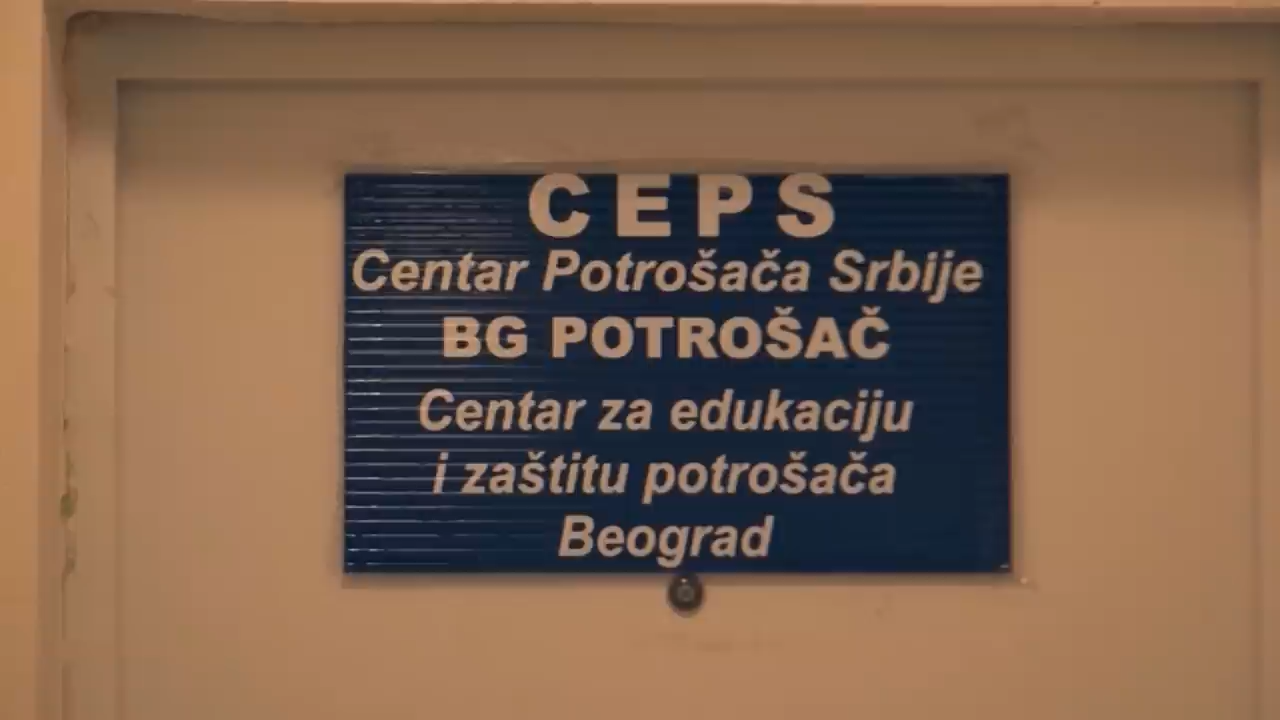 CEPS
Centar Potrošača Srbije
BG POTROŠAČ
Centar za edukaciju
i zaštitu potrošača
Beograd